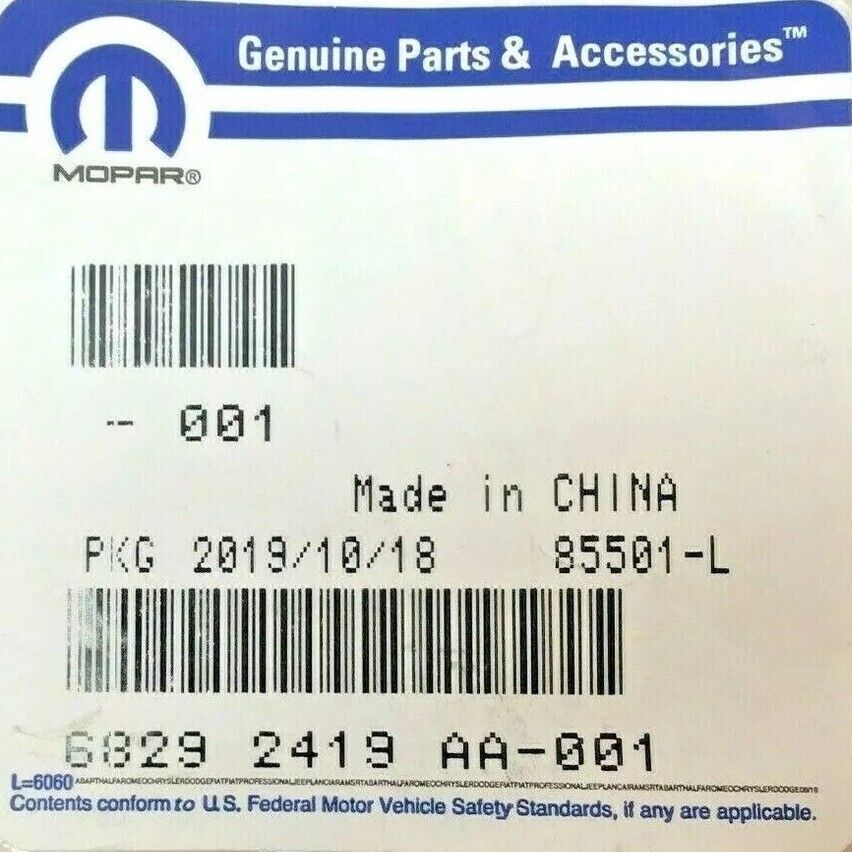 Genuine Parts & Accessories™
MOPAR®
-- 001
Made in CHINA
PKG 2019/10/18 85501-L
6829 2419 AA-001
L=6060 ABARTHALFAROMEOCHRYSLERDODGEFIATFIATPROFESSIONALJEEPLANCIARAMSRTABARTHALFAROMEOCHRYSLERDODGEFIATFIATPROFESSIONALJEEPLANCIARAMSRTABARTHALFAROMEOCHRYSLERDODGE
Contents conform to U.S. Federal Motor Vehicle Safety Standards, if any are applicable.